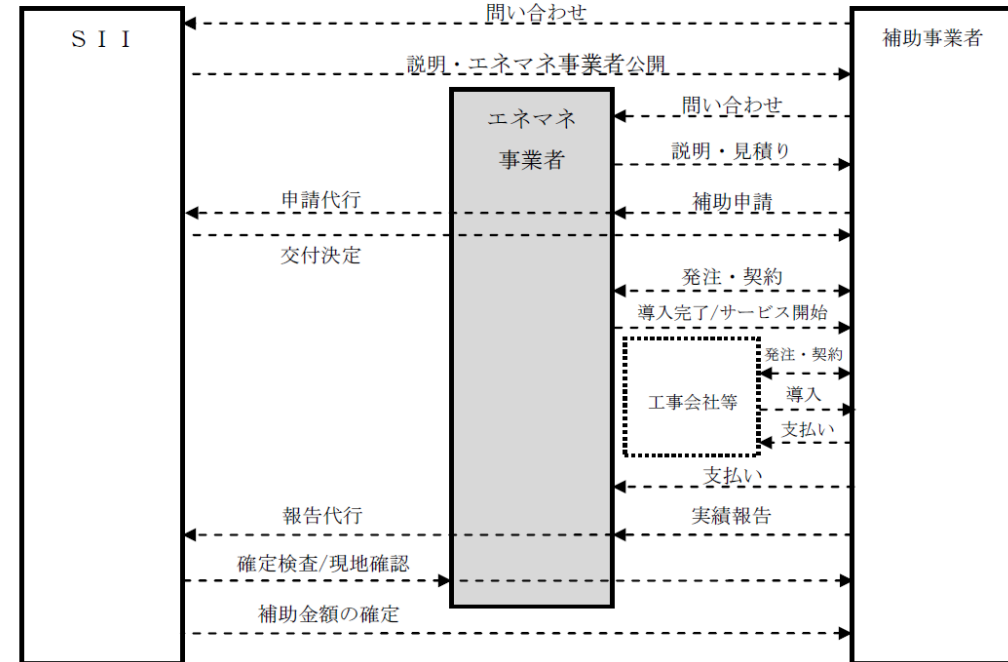 問い合わせ
ＳＩＩ
補助事業者
説明・エネマネ事業者公開
エネマネ
事業者
問い合わせ
説明・見積り
申請代行
補助申請
交付決定
発注・契約
導入完了/サービス開始
発注・契約
工事会社等
導入
支払い
支払い
報告代行
実績報告
確定検査/現地確認
補助金額の確定